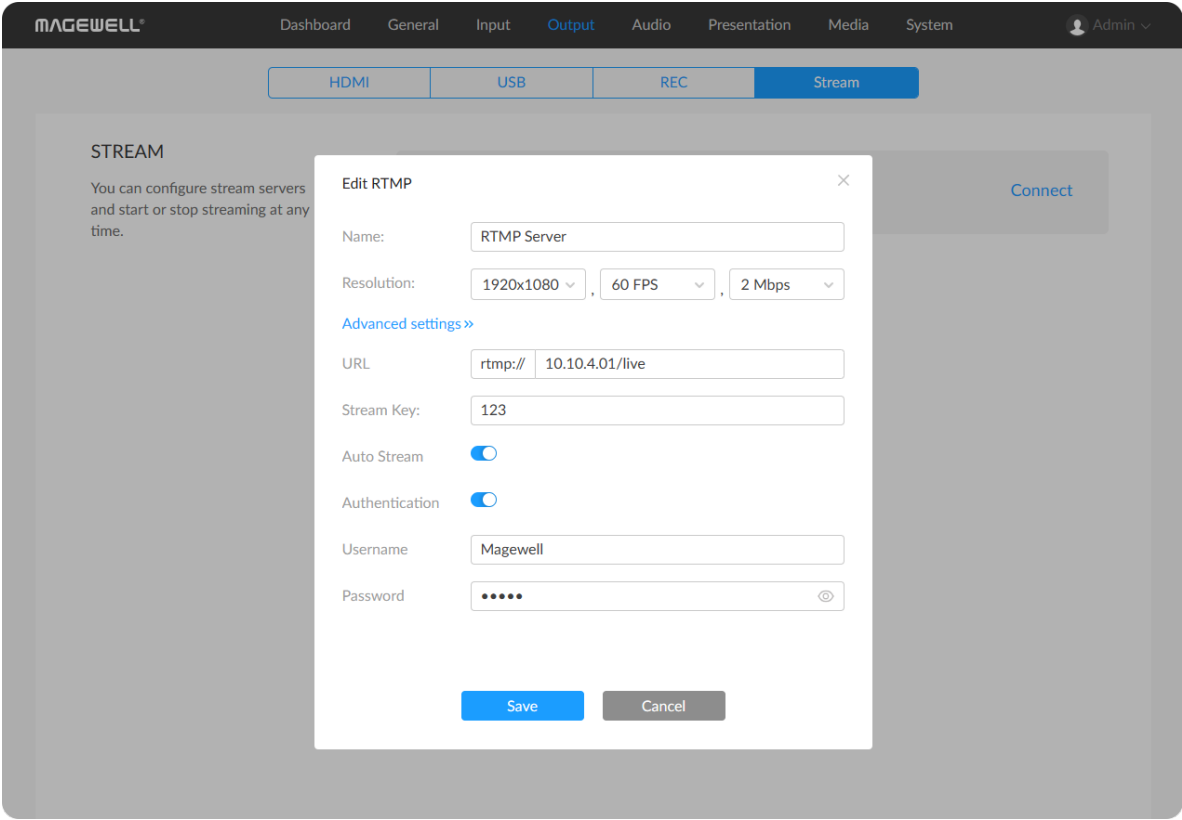 MAGEWELL® Dashboard General Input Output Audio Presentation Media System Admin
HDMI USB REC Stream
STREAM
You can configure stream servers
and start or stop streaming at any
time.
Connect
Edit RTMP
Name: RTMP Server
Resolution: 1920x1080 , 60 FPS , 2 Mbps
Advanced settings»
URL rtmp:// 10.10.4.01/live
Stream Key: 123
Auto Stream
Authentication
Username Magewell
Password •••••
Save Cancel